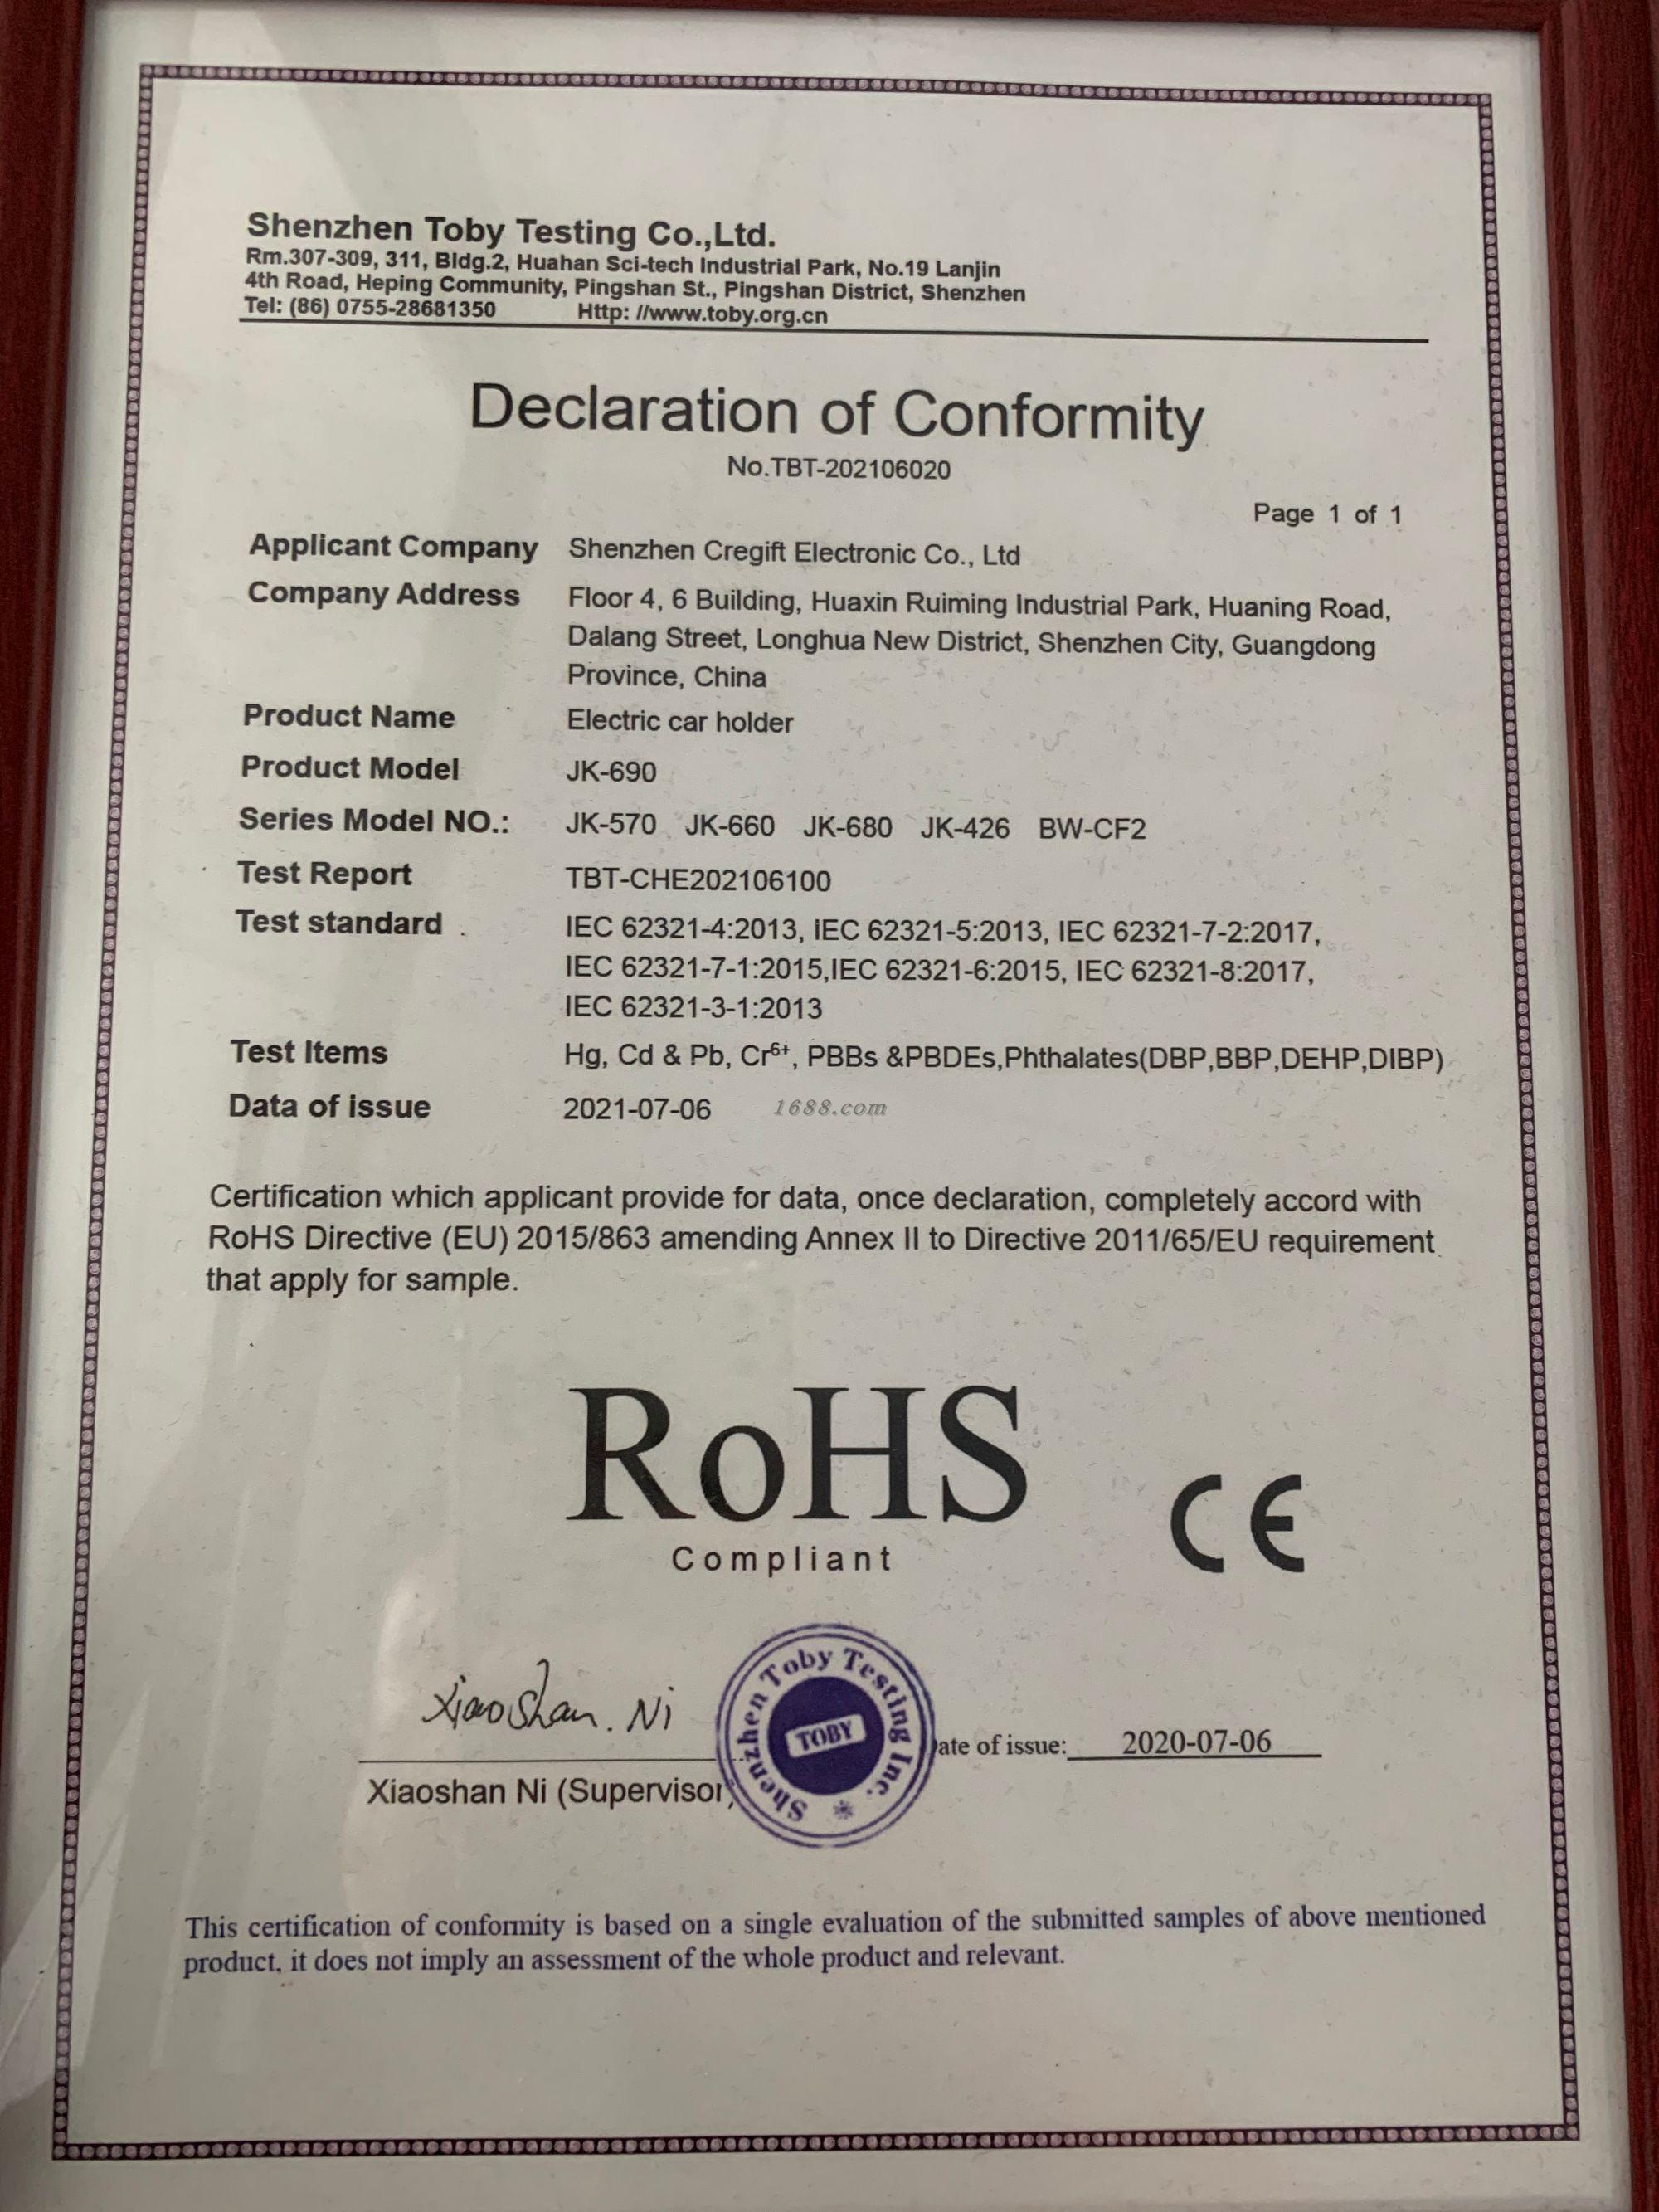 Shenzhen Toby Testing Co.,Ltd.
Rm.307-309, 311, Bldg.2, Huahan Sci-tech Industrial Park, No.19 Lanjin
4th Road, Heping Community, Pingshan St., Pingshan District, Shenzhen
Tel: (86) 0755-28681350 Http: //www.toby.org.cn
Declaration of Conformity
No.TBT-202106020
Page 1 of 1
Applicant Company Shenzhen Cregift Electronic Co., Ltd
Company Address Floor 4, 6 Building, Huaxin Ruiming Industrial Park, Huaning Road,
Dalang Street, Longhua New District, Shenzhen City, Guangdong
Province, China
Product Name Electric car holder
Product Model JK-690
Series Model NO.: JK-570 JK-660 JK-680 JK-426 BW-CF2
Test Report TBT-CHE202106100
Test standard IEC 62321-4:2013, IEC 62321-5:2013, IEC 62321-7-2:2017,
IEC 62321-7-1:2015,IEC 62321-6:2015, IEC 62321-8:2017,
IEC 62321-3-1:2013
Test Items Hg, Cd & Pb, Cr⁶⁺, PBBs &PBDEs,Phthalates(DBP,BBP,DEHP,DIBP)
Data of issue 2021-07-06 1688.com
Certification which applicant provide for data, once declaration, completely accord with
RoHS Directive (EU) 2015/863 amending Annex II to Directive 2011/65/EU requirement
that apply for sample.
RoHS
Compliant
CE
Xiaoshan. Ni
Shenzhen Toby Testing Inc. *
TOBY
ate of issue: 2020-07-06
Xiaoshan Ni (Supervisor)
This certification of conformity is based on a single evaluation of the submitted samples of above mentioned
product, it does not imply an assessment of the whole product and relevant.